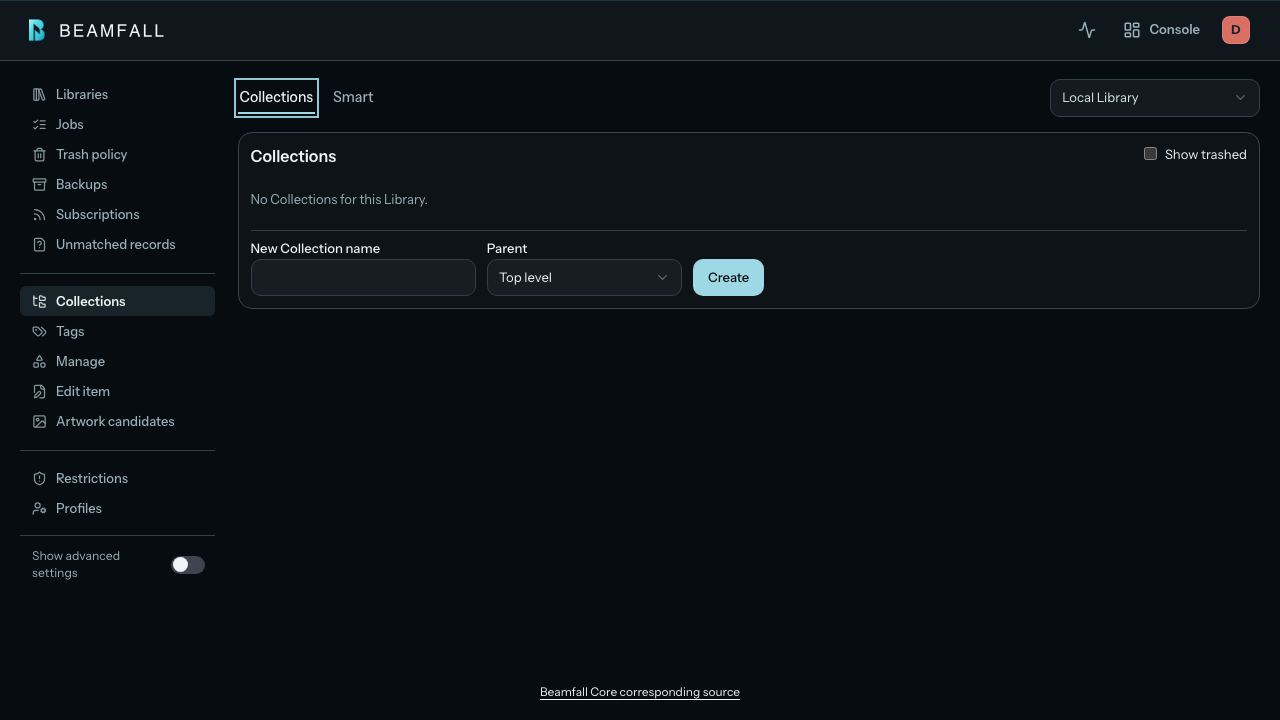 BEAMFALL
Console
D
Libraries
Jobs
Trash policy
Backups
Subscriptions
Unmatched records
Collections
Tags
Manage
Edit item
Artwork candidates
Restrictions
Profiles
Show advanced
settings
Collections
Smart
Local Library
Collections
Show trashed
No Collections for this Library.
New Collection name
Parent
Top level
Create
Beamfall Core corresponding source